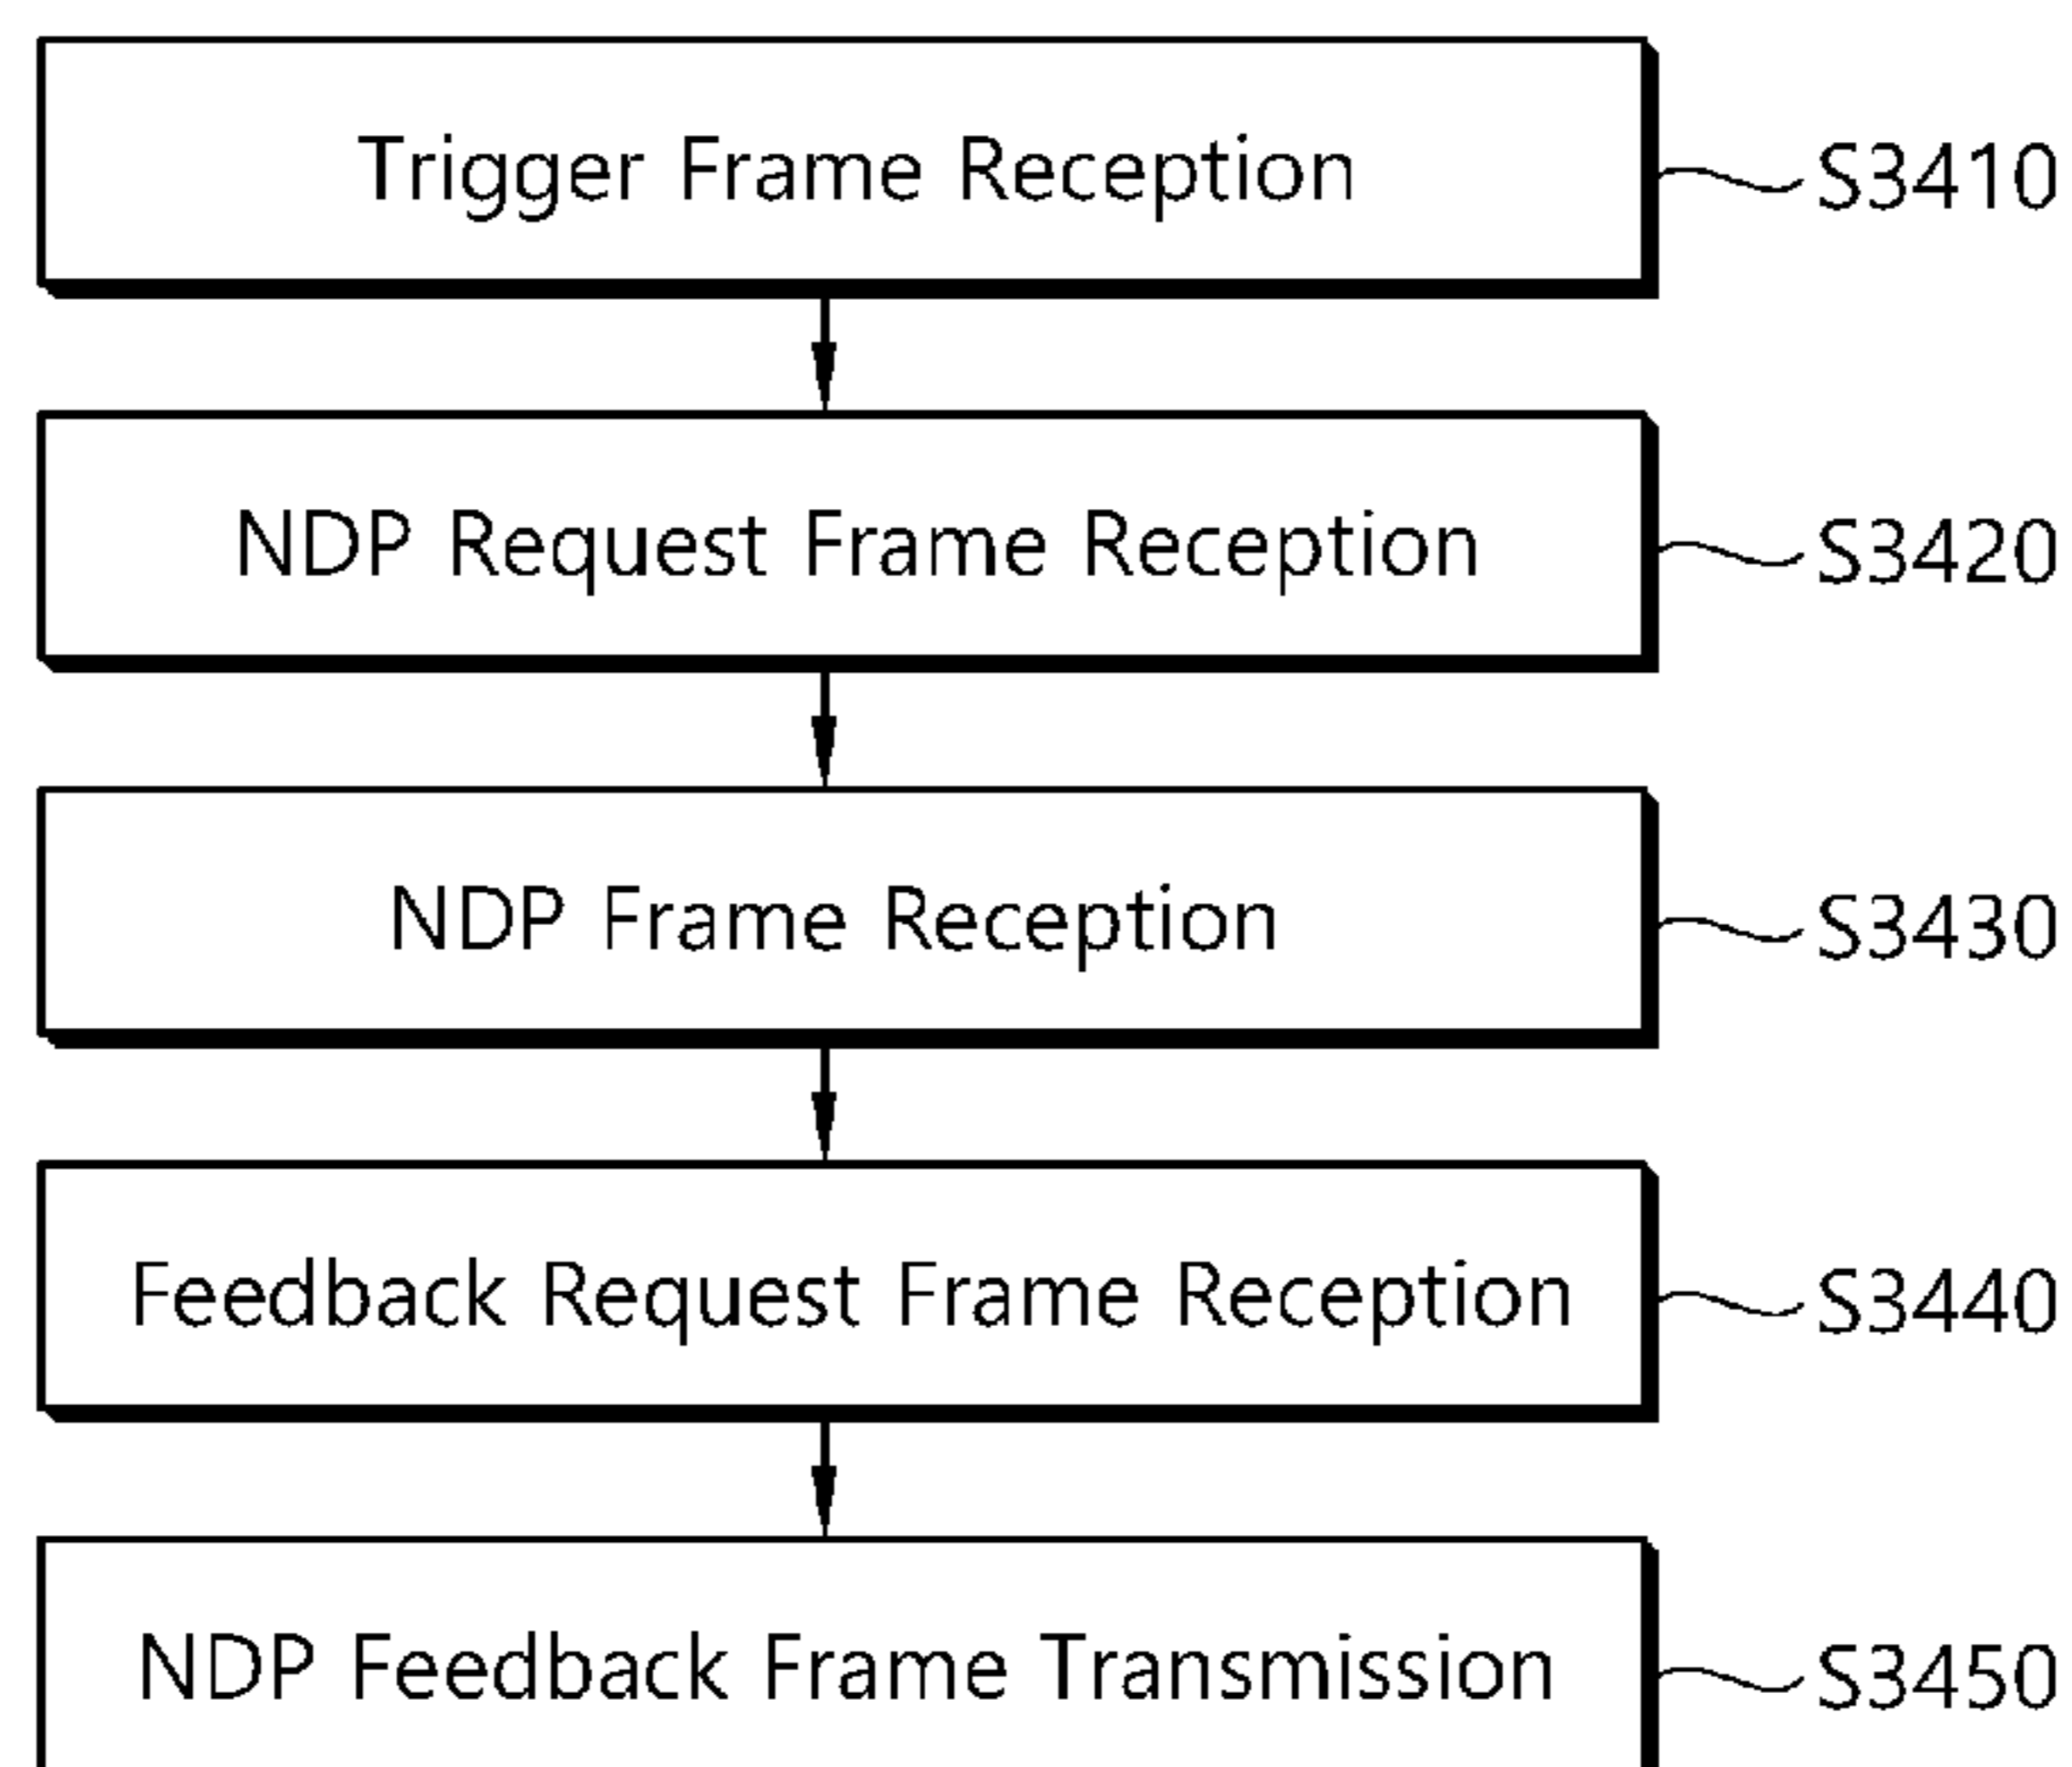 Trigger Frame Reception S3410
NDP Request Frame Reception S3420
NDP Frame Reception S3430
Feedback Request Frame Reception S3440
NDP Feedback Frame Transmission S3450